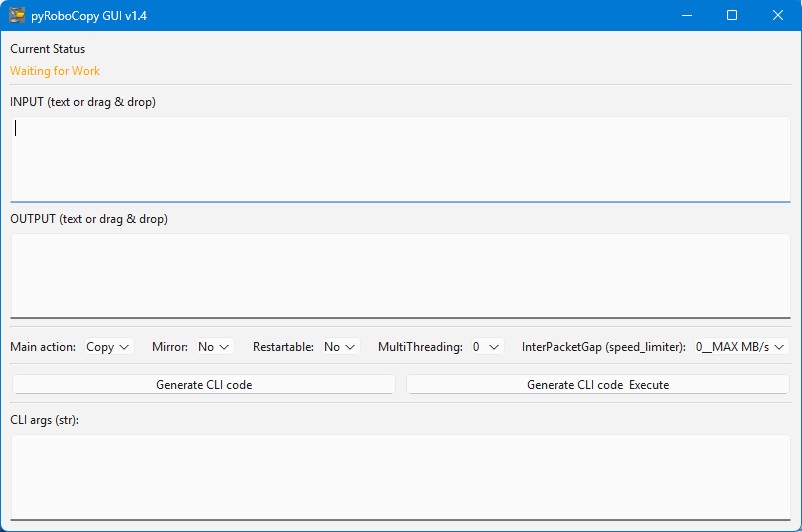 pyRoboCopy GUI v1.4
Current Status
Waiting for Work
INPUT (text or drag & drop)
OUTPUT (text or drag & drop)
Main action: Copy Mirror: No Restartable: No MultiThreading: 0 InterPacketGap (speed_limiter): 0__MAX MB/s
Generate CLI code Generate CLI code  Execute
CLI args (str):